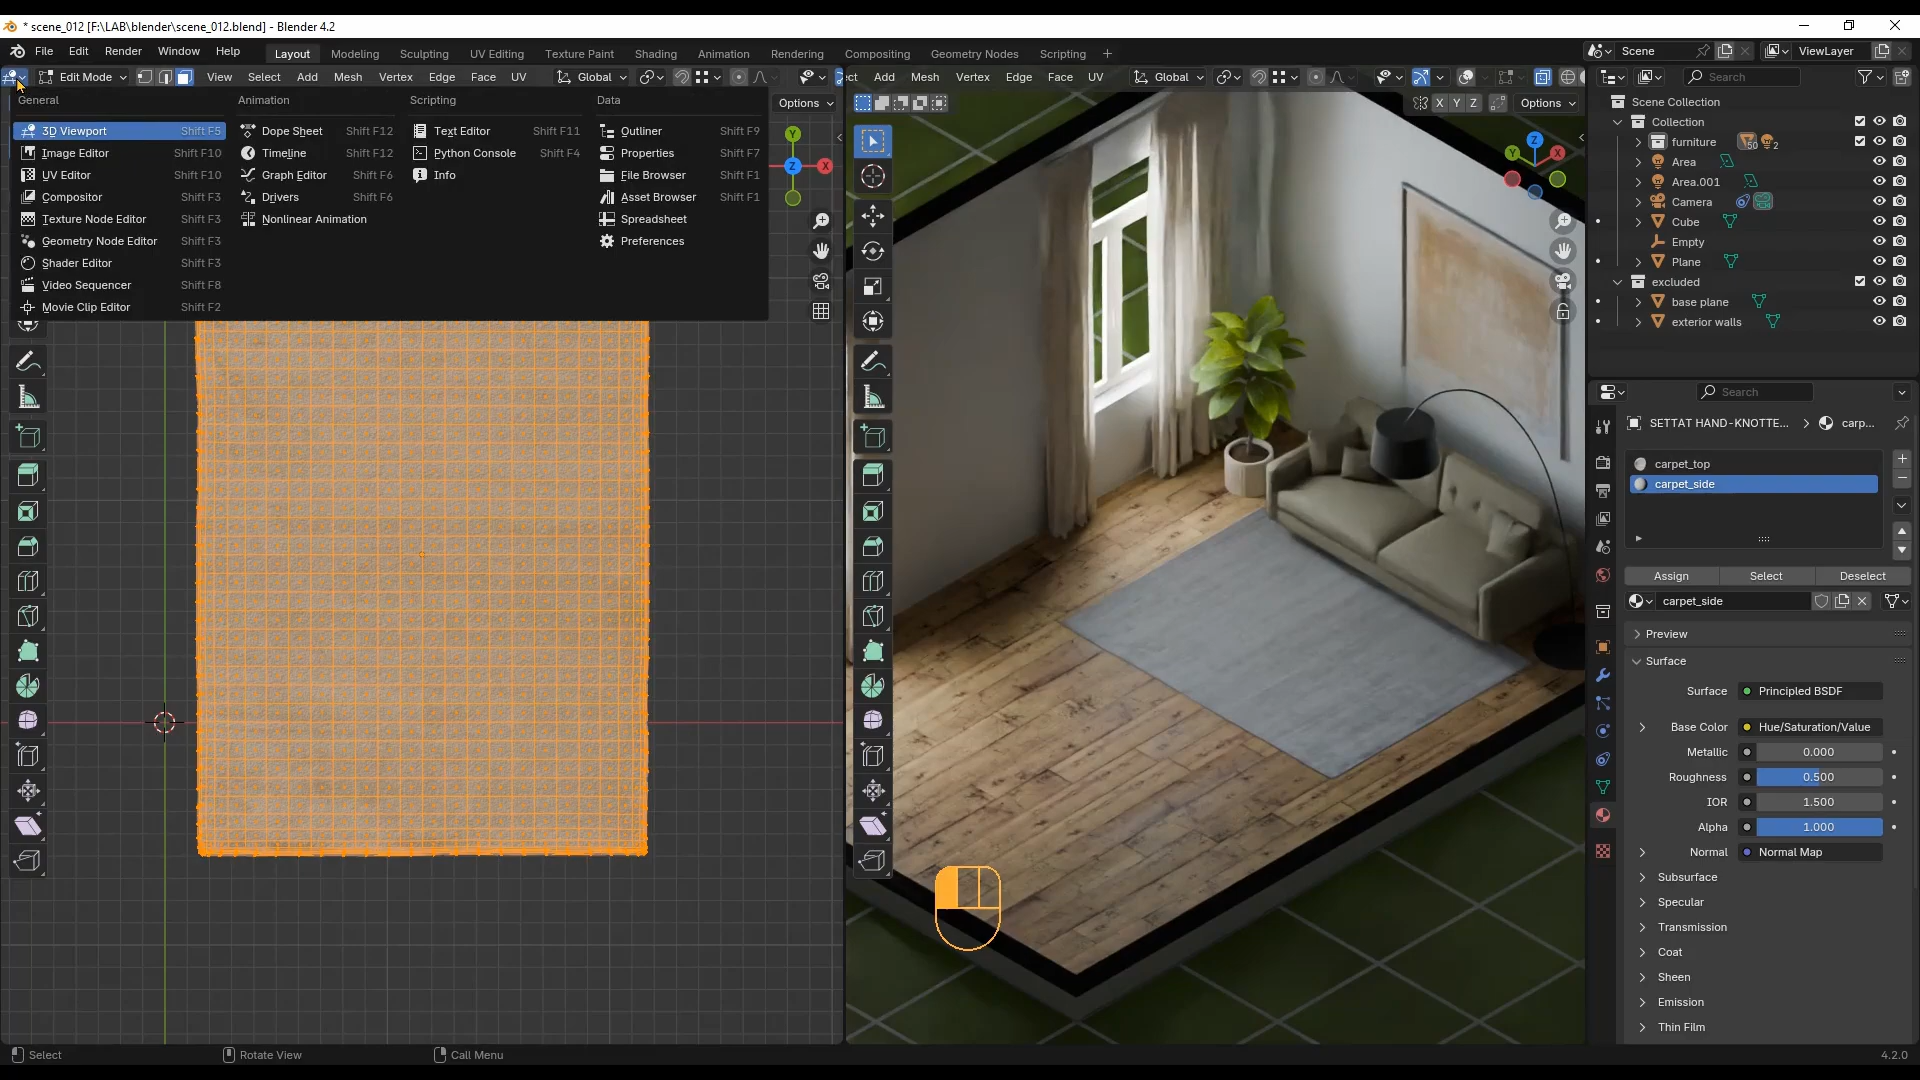 * scene_012 [F:\LAB\blender\scene_012.blend] - Blender 4.2
File Edit Render Window Help
Layout Modeling Sculpting UV Editing Texture Paint Shading Animation Rendering Compositing Geometry Nodes Scripting +
Scene
ViewLayer
Edit Mode View Select Add Mesh Vertex Edge Face UV Global
ect Add Mesh Vertex Edge Face UV Global
Search
Options
X Y Z Options
General
3D Viewport Shift F5
Image Editor Shift F10
UV Editor Shift F10
Compositor Shift F3
Texture Node Editor Shift F3
Geometry Node Editor Shift F3
Shader Editor Shift F3
Video Sequencer Shift F8
Movie Clip Editor Shift F2
Animation
Dope Sheet Shift F12
Timeline Shift F12
Graph Editor Shift F6
Drivers Shift F6
Nonlinear Animation
Scripting
Text Editor Shift F11
Python Console Shift F4
Info
Data
Outliner Shift F9
Properties Shift F7
File Browser Shift F1
Asset Browser Shift F1
Spreadsheet
Preferences
Y
Z X
Z
Y X
Scene Collection
Collection
furniture 50 2
Area
Area.001
Camera
Cube
Empty
Plane
excluded
base plane
exterior walls
Search
SETTAT HAND-KNOTTE... carp...
carpet_top
carpet_side
Assign Select Deselect
carpet_side
Preview
Surface
Surface Principled BSDF
Base Color Hue/Saturation/Value
Metallic 0.000
Roughness 0.500
IOR 1.500
Alpha 1.000
Normal Normal Map
Subsurface
Specular
Transmission
Coat
Sheen
Emission
Thin Film
Select Rotate View Call Menu 4.2.0